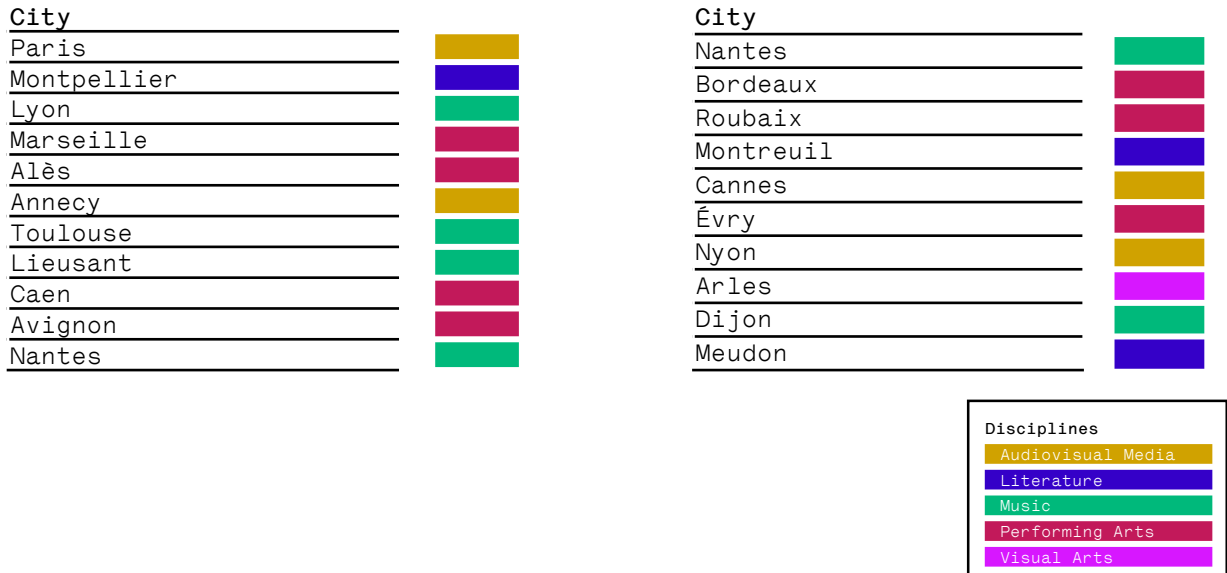 City
Paris
Montpellier
Lyon
Marseille
Alès
Annecy
Toulouse
Lieusant
Caen
Avignon
Nantes
City
Nantes
Bordeaux
Roubaix
Montreuil
Cannes
Évry
Nyon
Arles
Dijon
Meudon
Disciplines
Audiovisual Media
Literature
Music
Performing Arts
Visual Arts